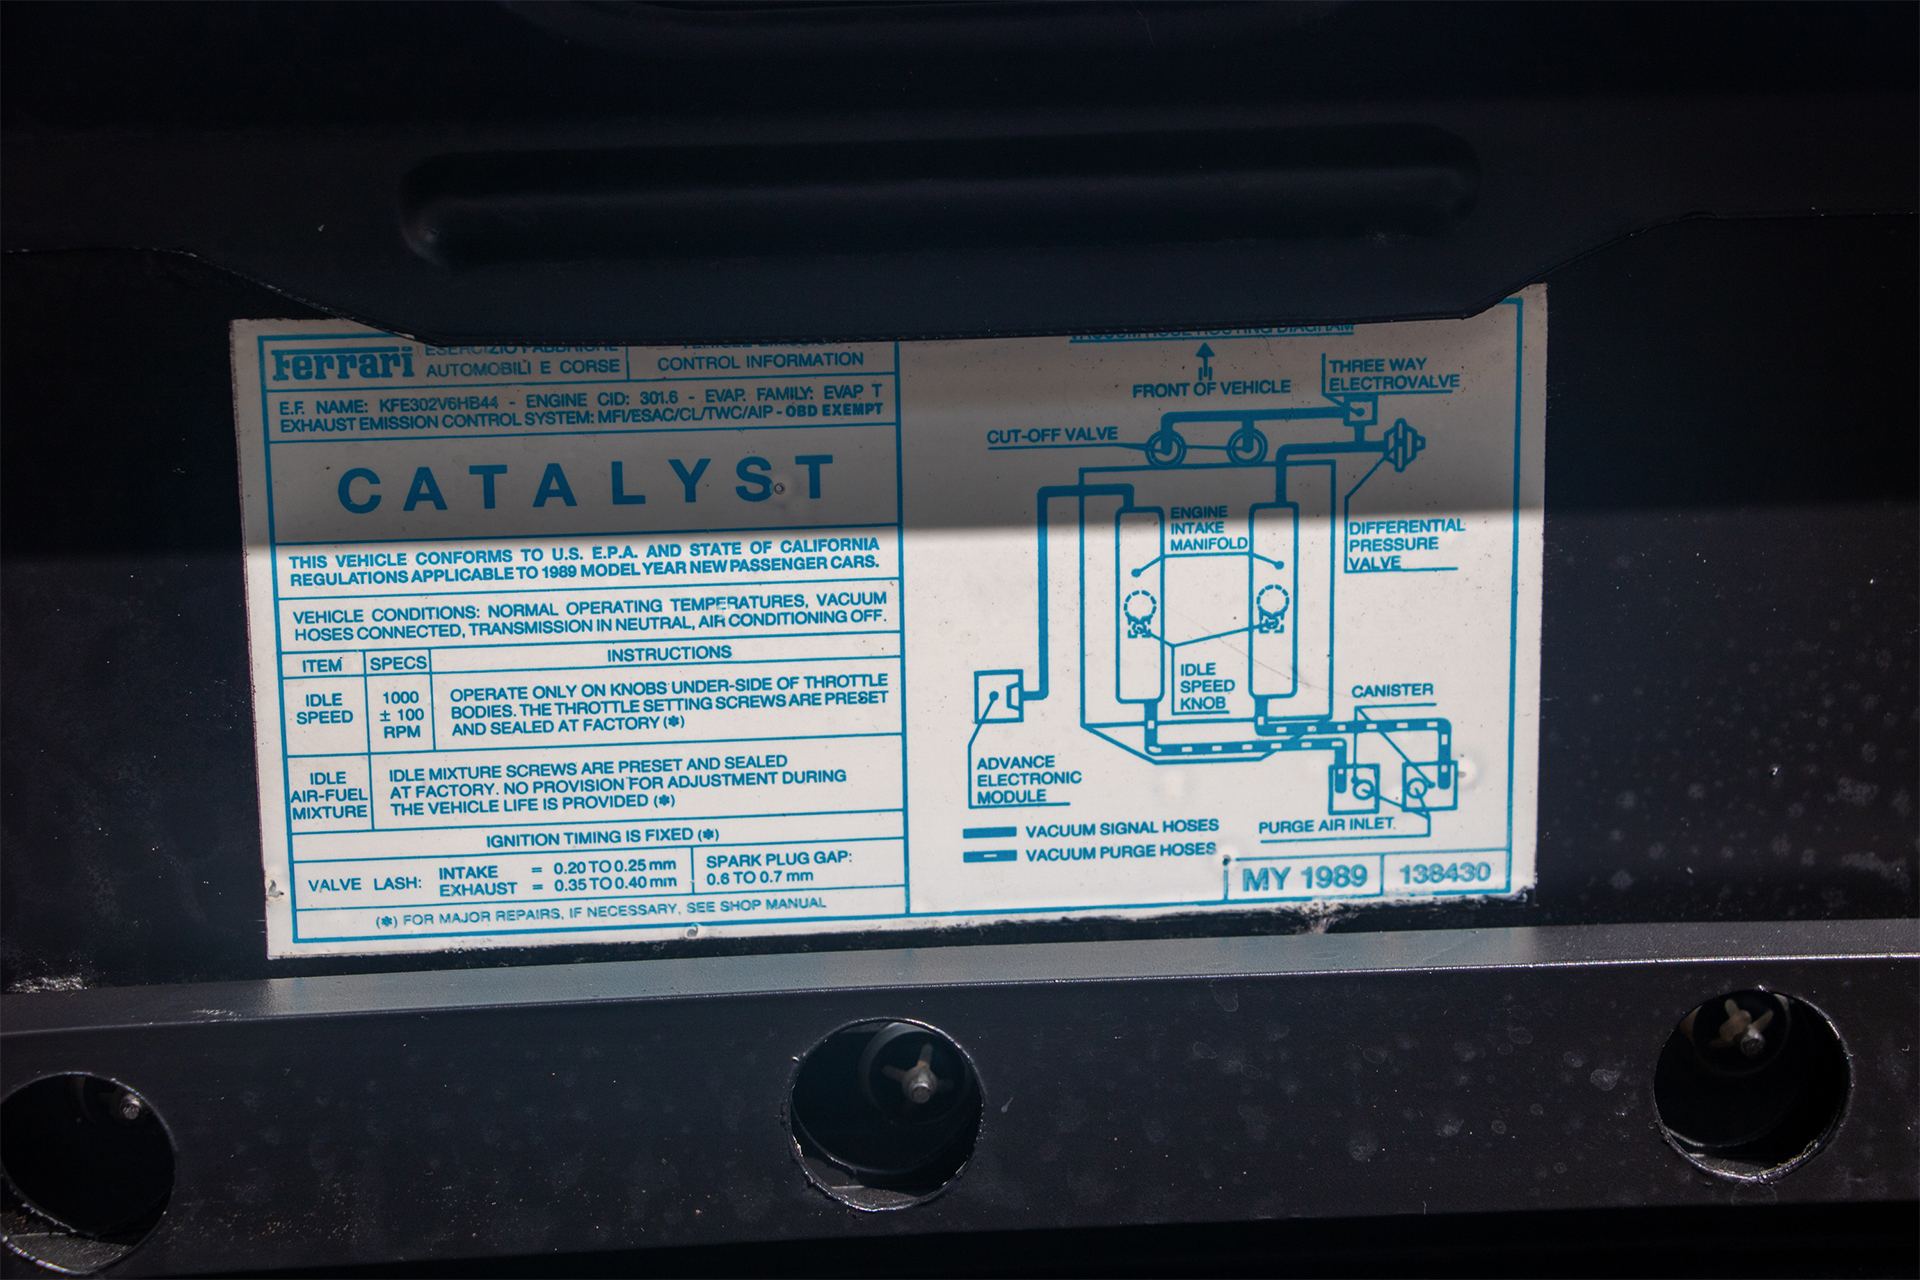 Ferrari
ESERCIZIO FABBRICHE
AUTOMOBILI E CORSE
CONTROL INFORMATION
E.F. NAME: KFE302V6HB44 - ENGINE CID: 301.6 - EVAP. FAMILY: EVAP T
EXHAUST EMISSION CONTROL SYSTEM: MFI/ESAC/CL/TWC/AIP - OBD EXEMPT
CATALYST
THIS VEHICLE CONFORMS TO U.S. E.P.A. AND STATE OF CALIFORNIA
REGULATIONS APPLICABLE TO 1989 MODEL YEAR NEW PASSENGER CARS.
VEHICLE CONDITIONS: NORMAL OPERATING TEMPERATURES, VACUUM
HOSES CONNECTED, TRANSMISSION IN NEUTRAL, AIR CONDITIONING OFF.
ITEM
SPECS
INSTRUCTIONS
IDLE
SPEED
1000
± 100
RPM
OPERATE ONLY ON KNOBS UNDER-SIDE OF THROTTLE
BODIES. THE THROTTLE SETTING SCREWS ARE PRESET
AND SEALED AT FACTORY (✱)
IDLE
AIR-FUEL
MIXTURE
IDLE MIXTURE SCREWS ARE PRESET AND SEALED
AT FACTORY. NO PROVISION FOR ADJUSTMENT DURING
THE VEHICLE LIFE IS PROVIDED (✱)
IGNITION TIMING IS FIXED (✱)
VALVE LASH:
INTAKE = 0.20 TO 0.25 mm
EXHAUST = 0.35 TO 0.40 mm
SPARK PLUG GAP:
0.6 TO 0.7 mm
(✱) FOR MAJOR REPAIRS, IF NECESSARY, SEE SHOP MANUAL
VACUUM HOSE ROUTING DIAGRAM
FRONT OF VEHICLE
THREE WAY
ELECTROVALVE
CUT-OFF VALVE
ENGINE
INTAKE
MANIFOLD
DIFFERENTIAL
PRESSURE
VALVE
IDLE
SPEED
KNOB
CANISTER
ADVANCE
ELECTRONIC
MODULE
VACUUM SIGNAL HOSES
VACUUM PURGE HOSES
PURGE AIR INLET
MY 1989
138430